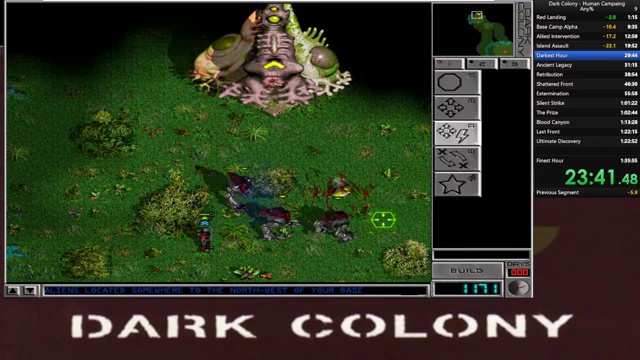 Dark Colony - Human Campaing
Any%
9
Red Landing -2.8 1:15
Base Camp Alpha -10.4 9:35
Allied Intervention -17.2 12:59
Island Assault -23.1 19:52
Darkest Hour 29:44
Ancient Legacy 31:15
Retribution 38:54
Shattered Front 46:30
Extermination 55:58
Silent Strike 1:01:22
The Prize 1:02:44
Blood Canyon 1:13:28
Last Front 1:22:15
Ultimate Discovery 1:22:52
Finest Hour 1:35:55
23:41.48
Previous Segment -5.9
BUILD
DAYS
000
1171
ALIENS LOCATED SOMEWHERE TO THE NORTH-WEST OF YOUR BASE
DARK COLONY